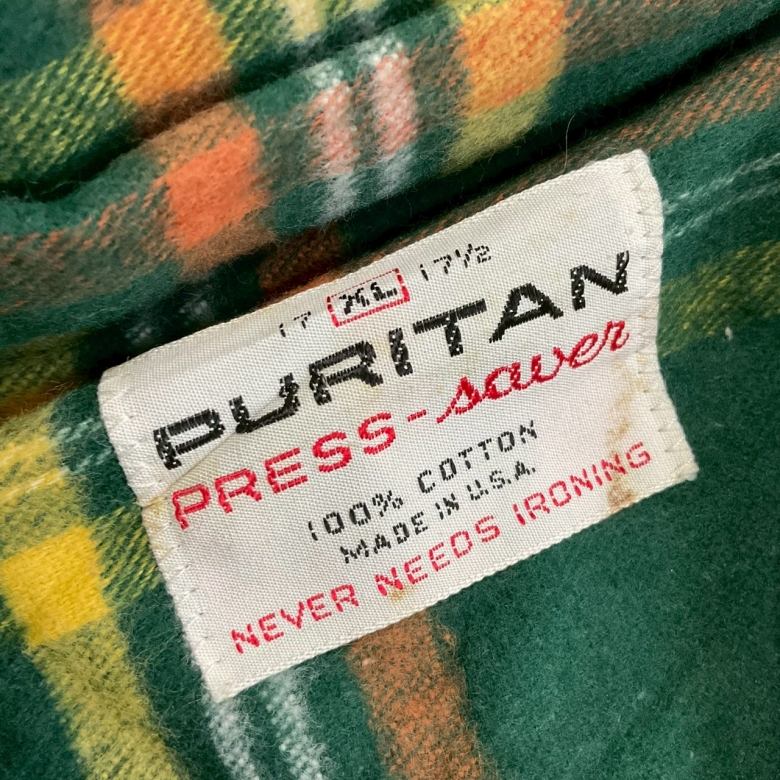 17 XL 17½
PURITAN
PRESS-saver
100% COTTON
MADE IN U.S.A.
NEVER NEEDS IRONING